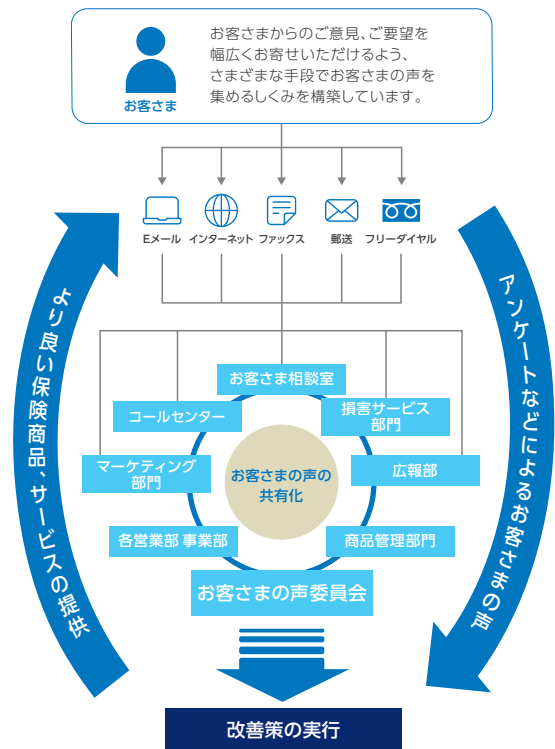 お客さまからのご意見、ご要望を
幅広くお寄せいただけるよう、
さまざまな手段でお客さまの声を
集めるしくみを構築しています。
お客さま
Eメール
インターネット
ファックス
郵送
フリーダイヤル
より良い保険商品、サービスの提供
アンケートなどによるお客さまの声
お客さま相談室
コールセンター
損害サービス
部門
マーケティング
部門
広報部
お客さまの声の
共有化
各営業部 事業部
商品管理部門
お客さまの声委員会
改善策の実行